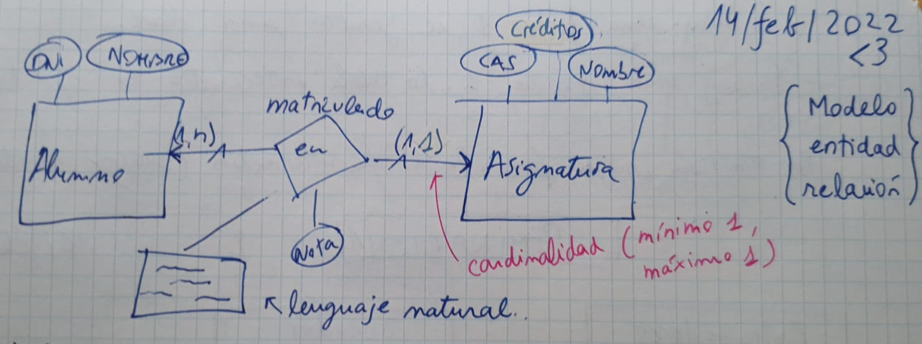 14/feb/2022
<3
Créditos
DNI
NOMBRE
CAS
Nombre
matriculado
en
(1,n)
(1,1)
Alumno
Asignatura
Modelo
entidad
relación
Nota
cardinalidad (mínimo 1,
máximo 1)
lenguaje natural..